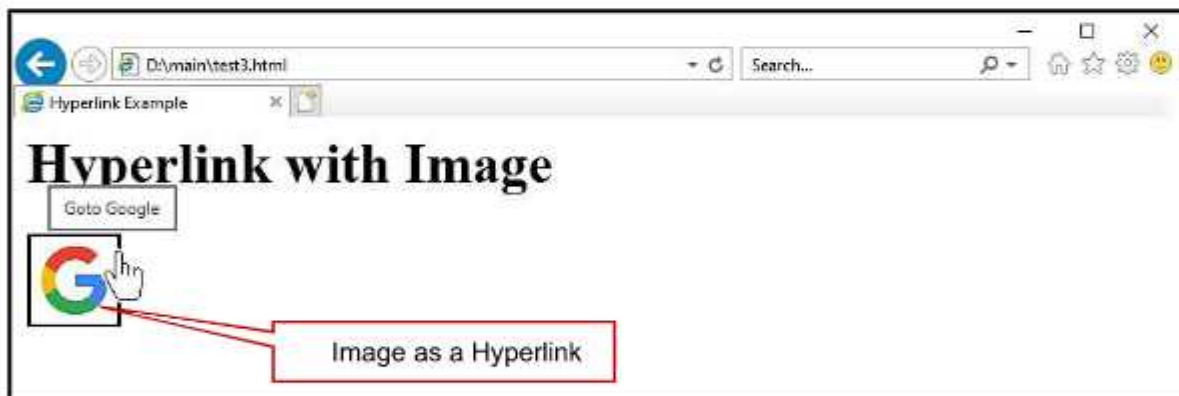 D:\main\test3.html
Search...
Hyperlink Example
Hyperlink with Image
Goto Google
G
Image as a Hyperlink